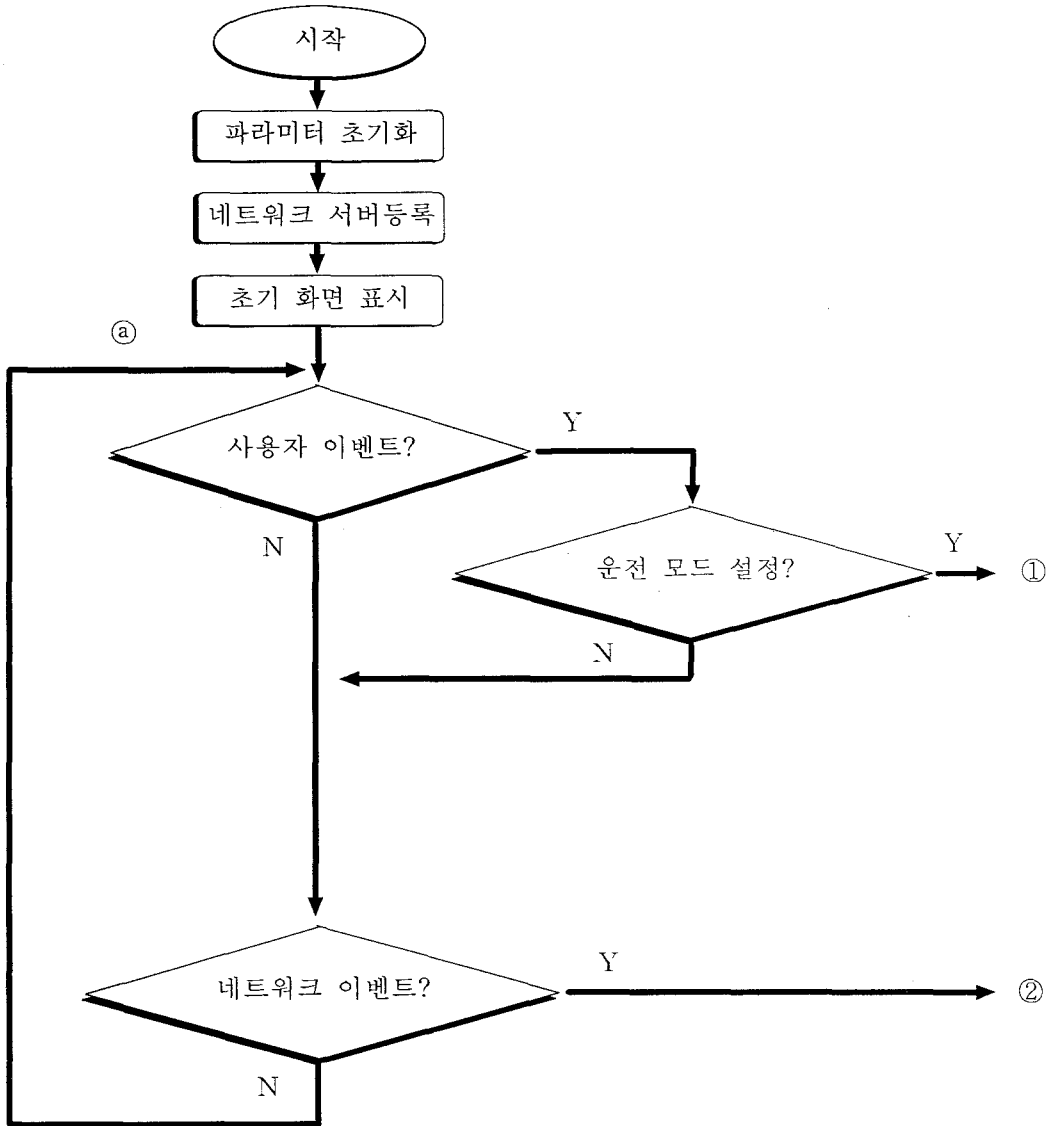 시작
파라미터 초기화
네트워크 서버등록
초기 화면 표시
ⓐ
사용자 이벤트?
Y
N
운전 모드 설정?
Y
①
N
네트워크 이벤트?
Y
②
N